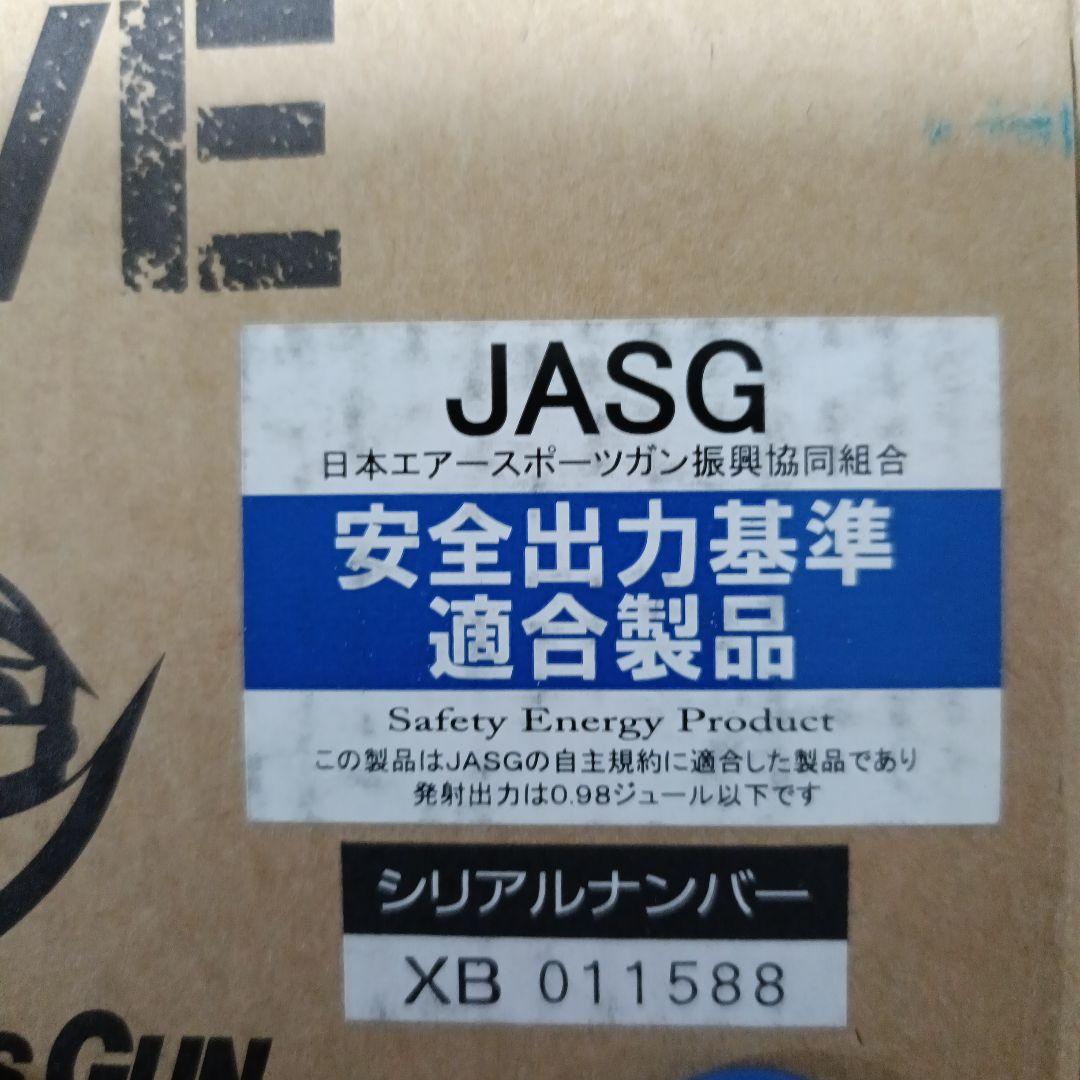 VE
JASG
日本エアースポーツガン振興協同組合
安全出力基準
適合製品
Safety Energy Product
この製品はJASGの自主規約に適合した製品であり
発射出力は0.98ジュール以下です
シリアルナンバー
XB 011588
S GUN